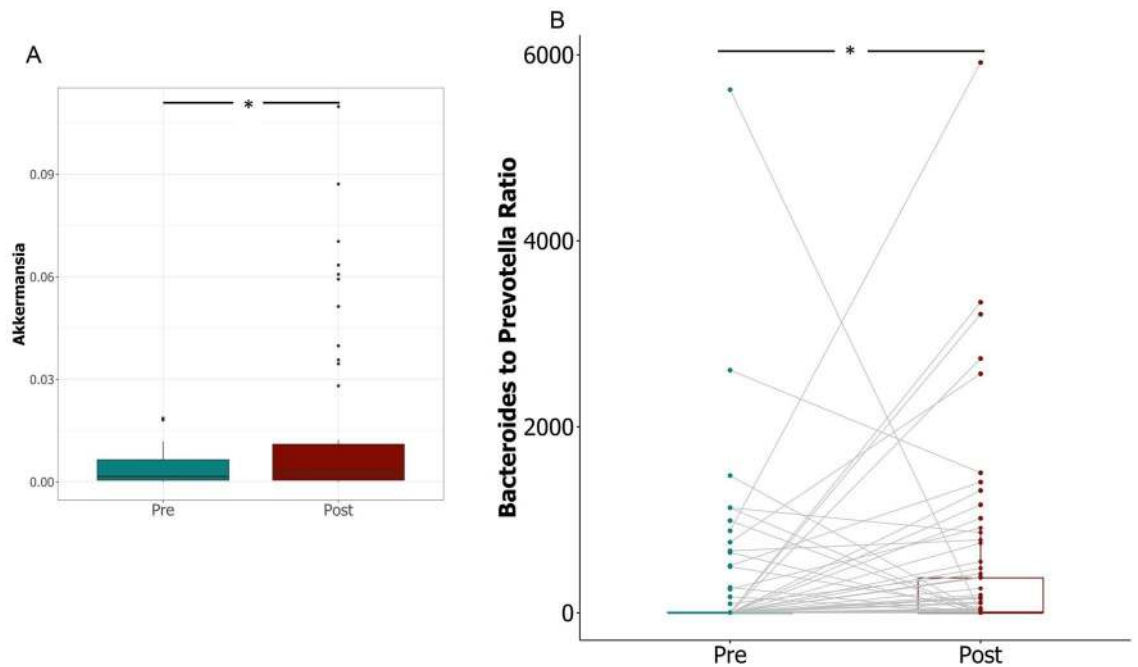 A
*
0.09
0.06
0.03
0.00
Akkermansia
Pre
Post
B
*
6000
4000
2000
0
Bacteroides to Prevotella Ratio
Pre
Post